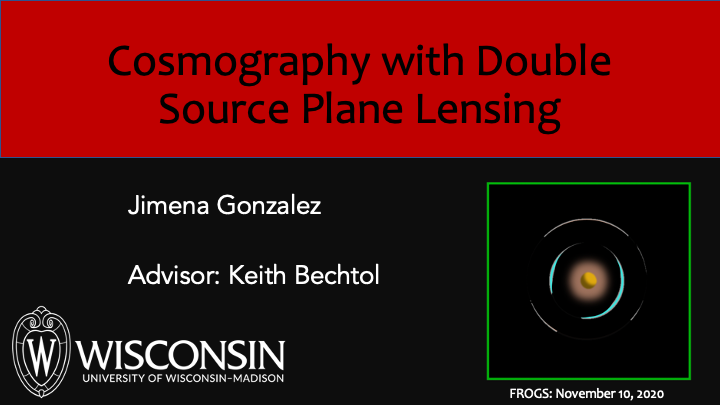 Cosmography with Double
Source Plane Lensing
Jimena Gonzalez
Advisor: Keith Bechtol
W
WISCONSIN
UNIVERSITY OF WISCONSIN–MADISON
FROGS: November 10, 2020